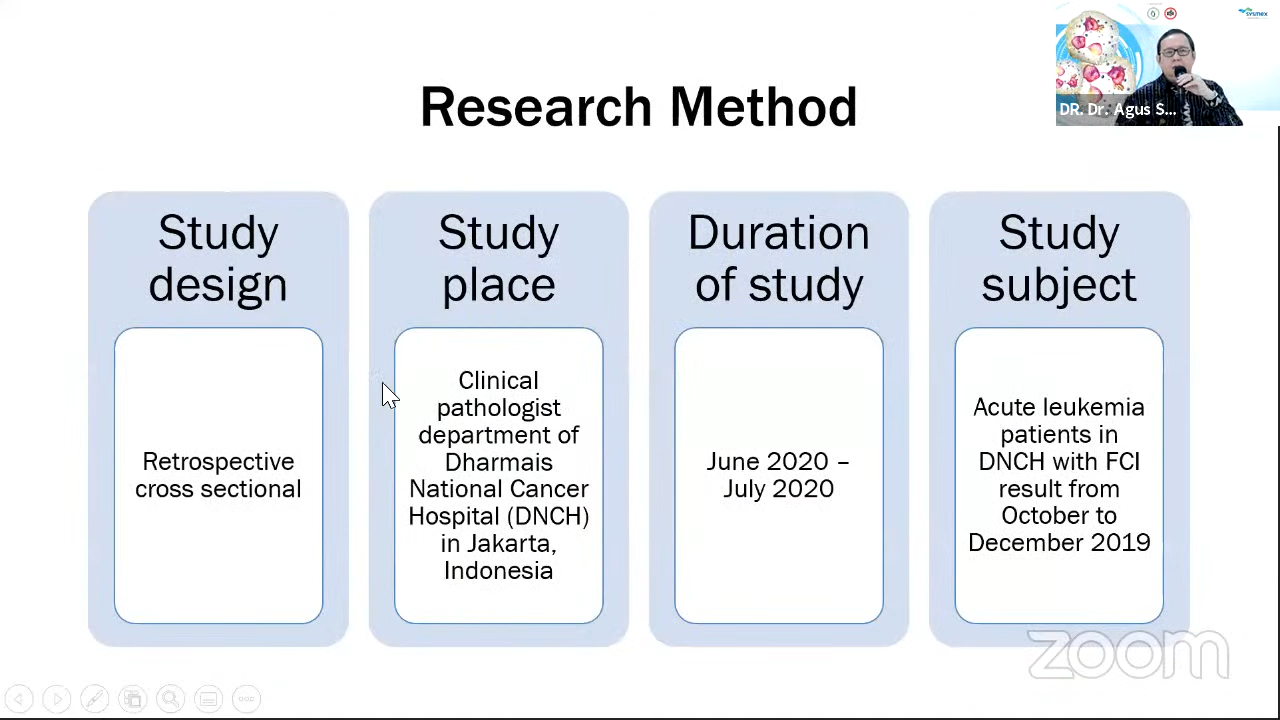 Research Method
sysmex
DR. Dr. Agus S...
Study
design
Retrospective
cross sectional
Study
place
Clinical
pathologist
department of
Dharmais
National Cancer
Hospital (DNCH)
in Jakarta,
Indonesia
Duration
of study
June 2020 –
July 2020
Study
subject
Acute leukemia
patients in
DNCH with FCI
result from
October to
December 2019
zoom